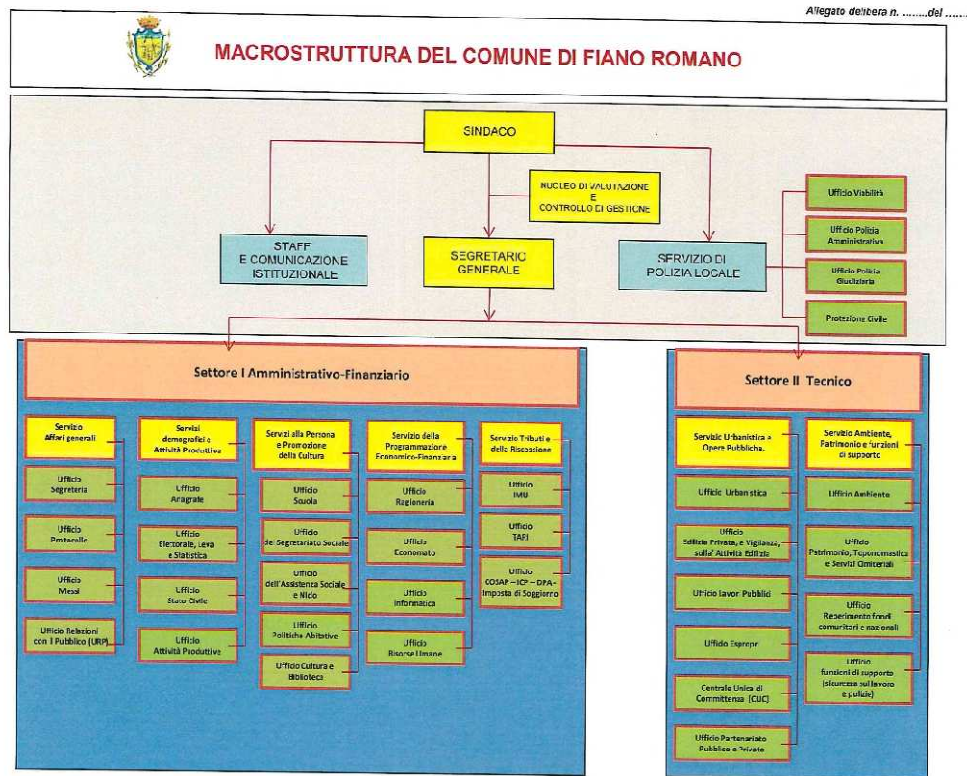 Allegato delibera n. ........del ......
MACROSTRUTTURA DEL COMUNE DI FIANO ROMANO
SINDACO
NUCLEO DI VALUTAZIONE
E
CONTROLLO DI GESTIONE
STAFF
E COMUNICAZIONE
ISTITUZIONALE
SEGRETARIO
GENERALE
SERVIZIO DI
POLIZIA LOCALE
Ufficio Viabilità
Ufficio Polizia
Amministrativa
Ufficio Polizia
Giudiziaria
Protezione Civile
Settore I Amministrativo-Finanziario
Servizio
Affari generali
Ufficio
Segreteria
Ufficio
Protocollo
Ufficio
Messi
Ufficio Relazioni
con il Pubblico (URP)
Servizi
demografici e
Attività Produttive
Ufficio
Anagrafe
Ufficio
Elettorale, Leva
e Statistica
Ufficio
Stato Civile
Ufficio
Attività Produttive
Servizi alla Persona
e Promozione
della Cultura
Ufficio
Scuola
Ufficio
del Segretariato Sociale
Ufficio
dell'Assistenza Sociale
e Nido
Ufficio
Politiche Abitative
Ufficio Cultura e
Biblioteca
Servizio della
Programmazione
Economico-Finanziaria
Ufficio
Ragioneria
Ufficio
Economato
Ufficio
Informatica
Ufficio
Risorse Umane
Servizio Tributi e
della Riscossione
Ufficio
IMU
Ufficio
TARI
Ufficio
COSAP – ICP – DPA-
Imposta di Soggiorno
Settore II Tecnico
Servizio Urbanistica e
Opere Pubbliche.
Ufficio Urbanistica
Ufficio
Edilizia Privata, e Vigilanza,
sulla' Attività Edilizia
Ufficio Lavori Pubblici
Ufficio Espropri
Centrale Unica di
Committenza (CUC)
Ufficio Partenariato
Pubblico e Privato
Servizio Ambiente,
Patrimonio e funzioni
di supporto
Ufficio Ambiente
Ufficio
Patrimonio, Toponomastica
e Servizi Cimiteriali
Ufficio
Reperimento fondi
comunitari e nazionali
Ufficio
funzioni di supporto
(sicurezza sul lavoro
e pulizie)